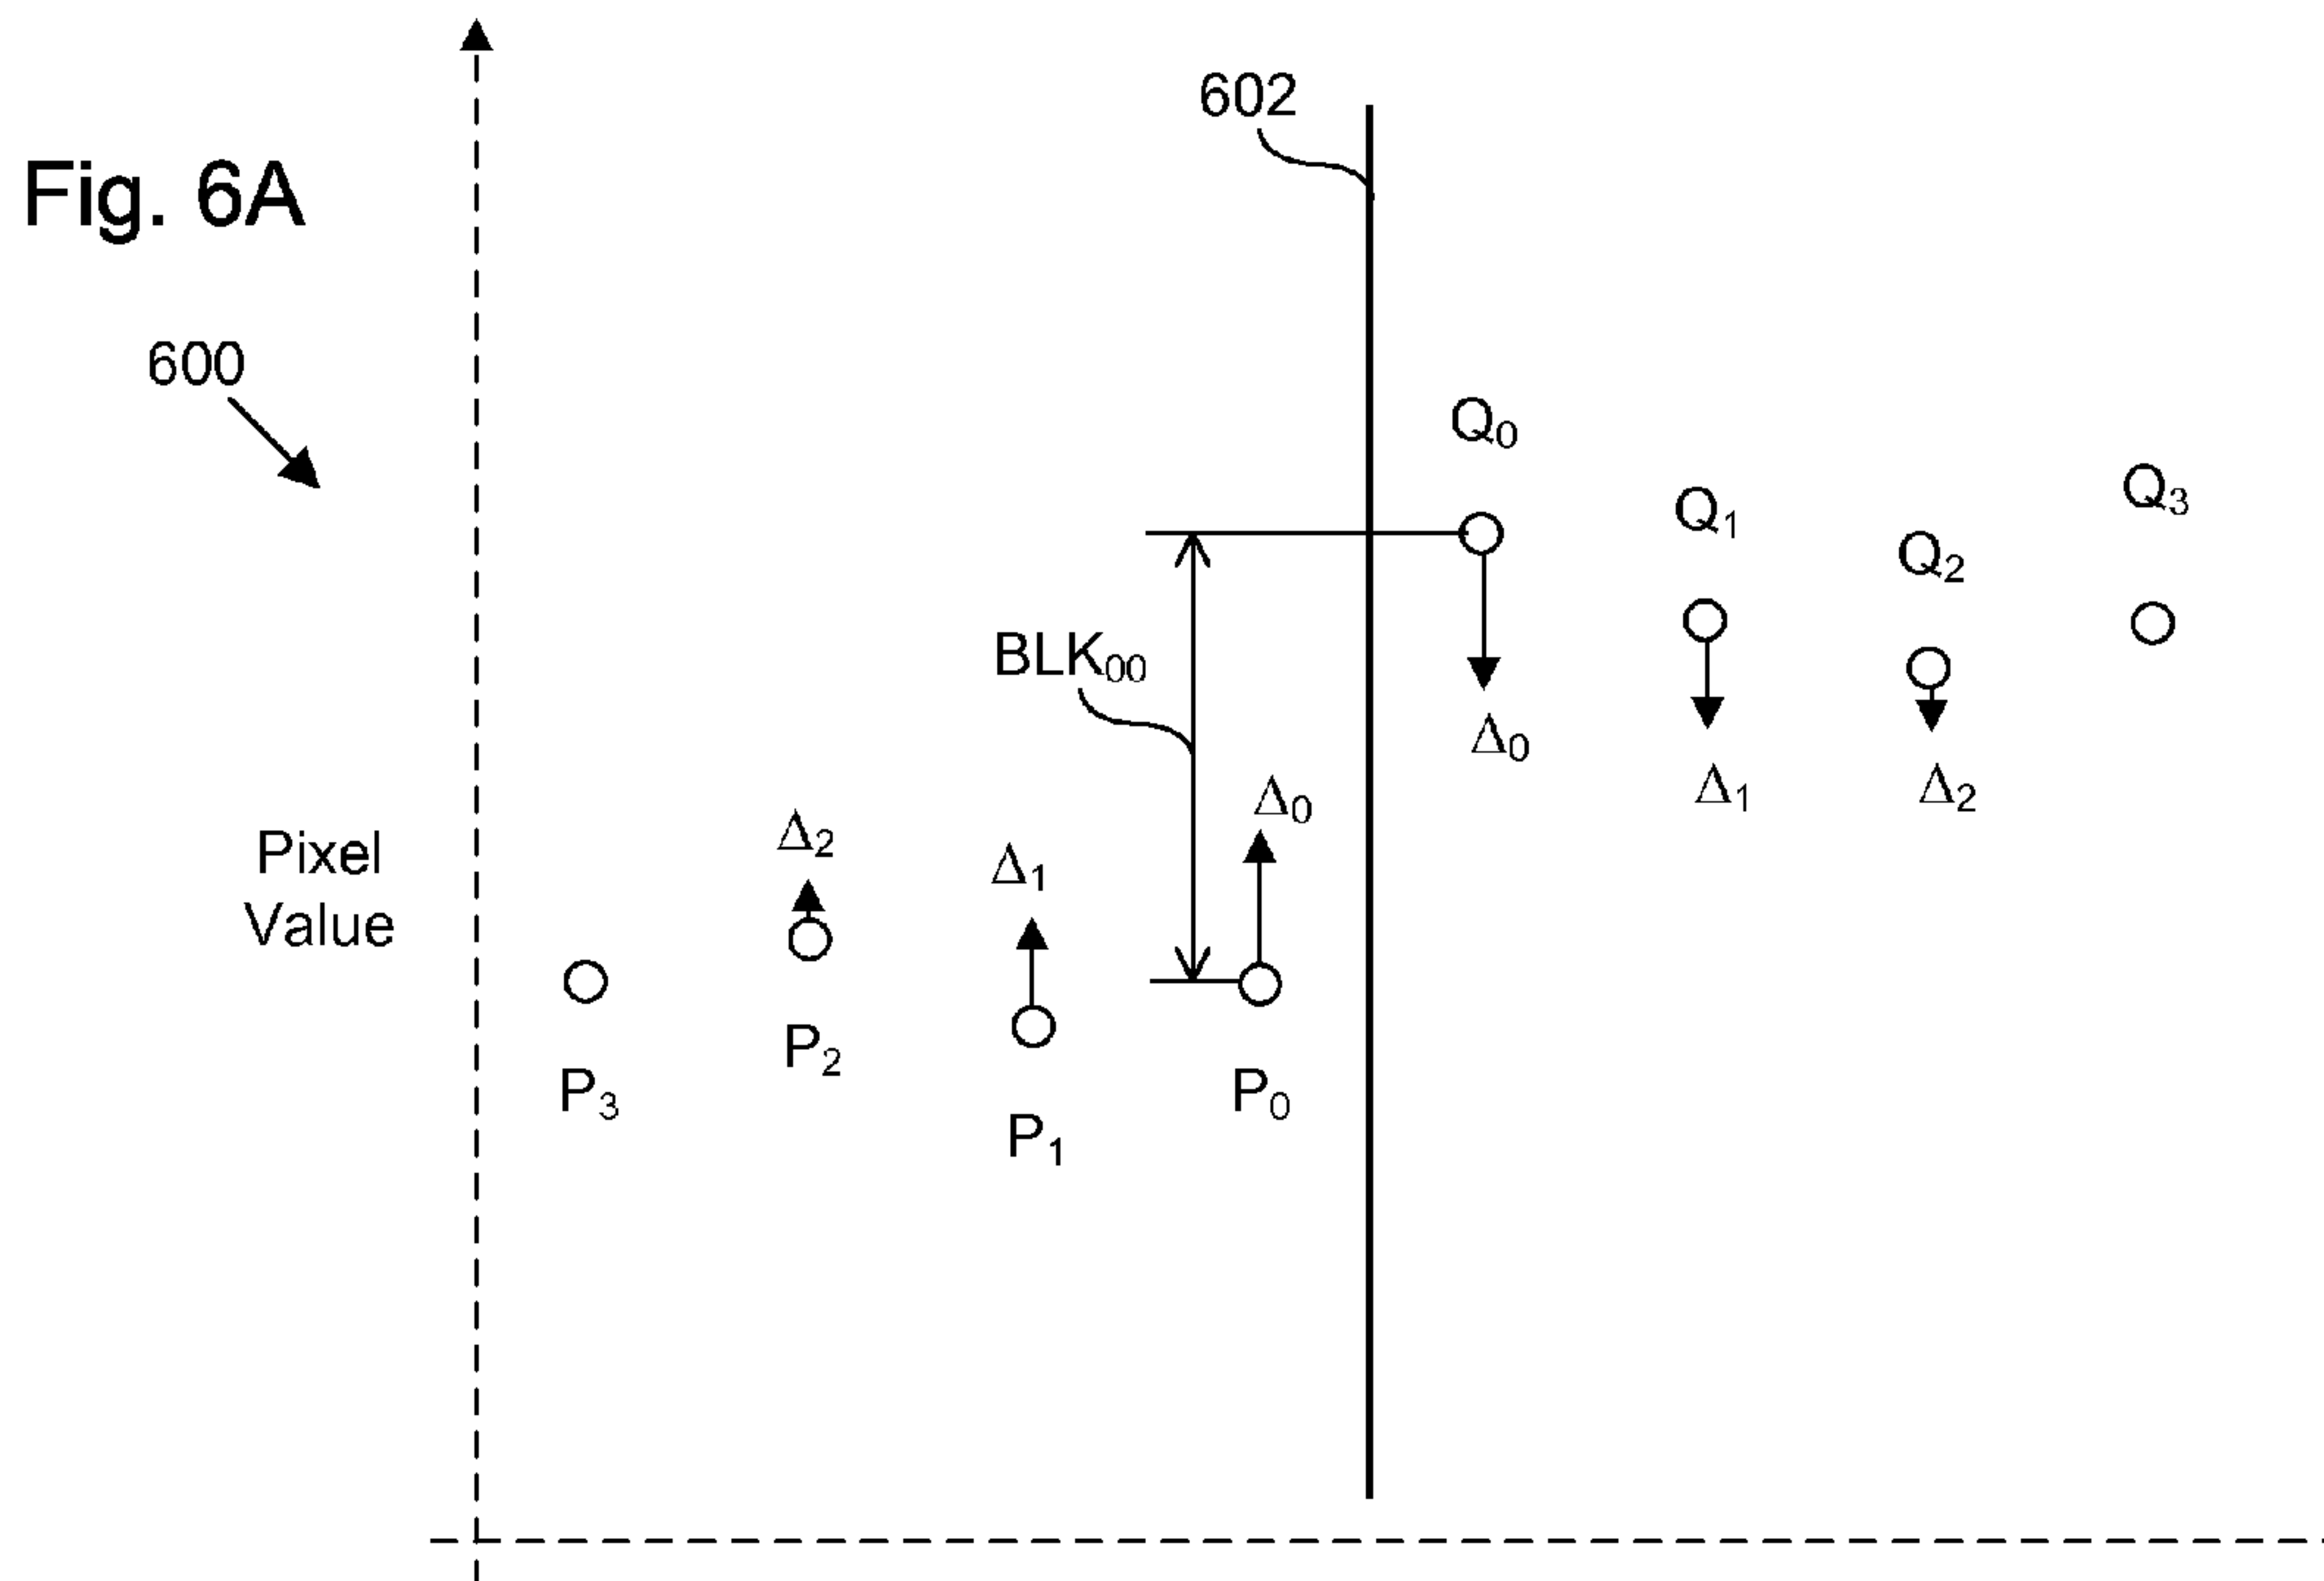 Fig. 6A
602
600
Q₀
Q₁
Q₂
Q₃
BLK₀₀
Δ₀
Δ₁
Δ₂
Δ₀
Δ₂
Δ₁
Pixel
Value
P₃
P₂
P₁
P₀